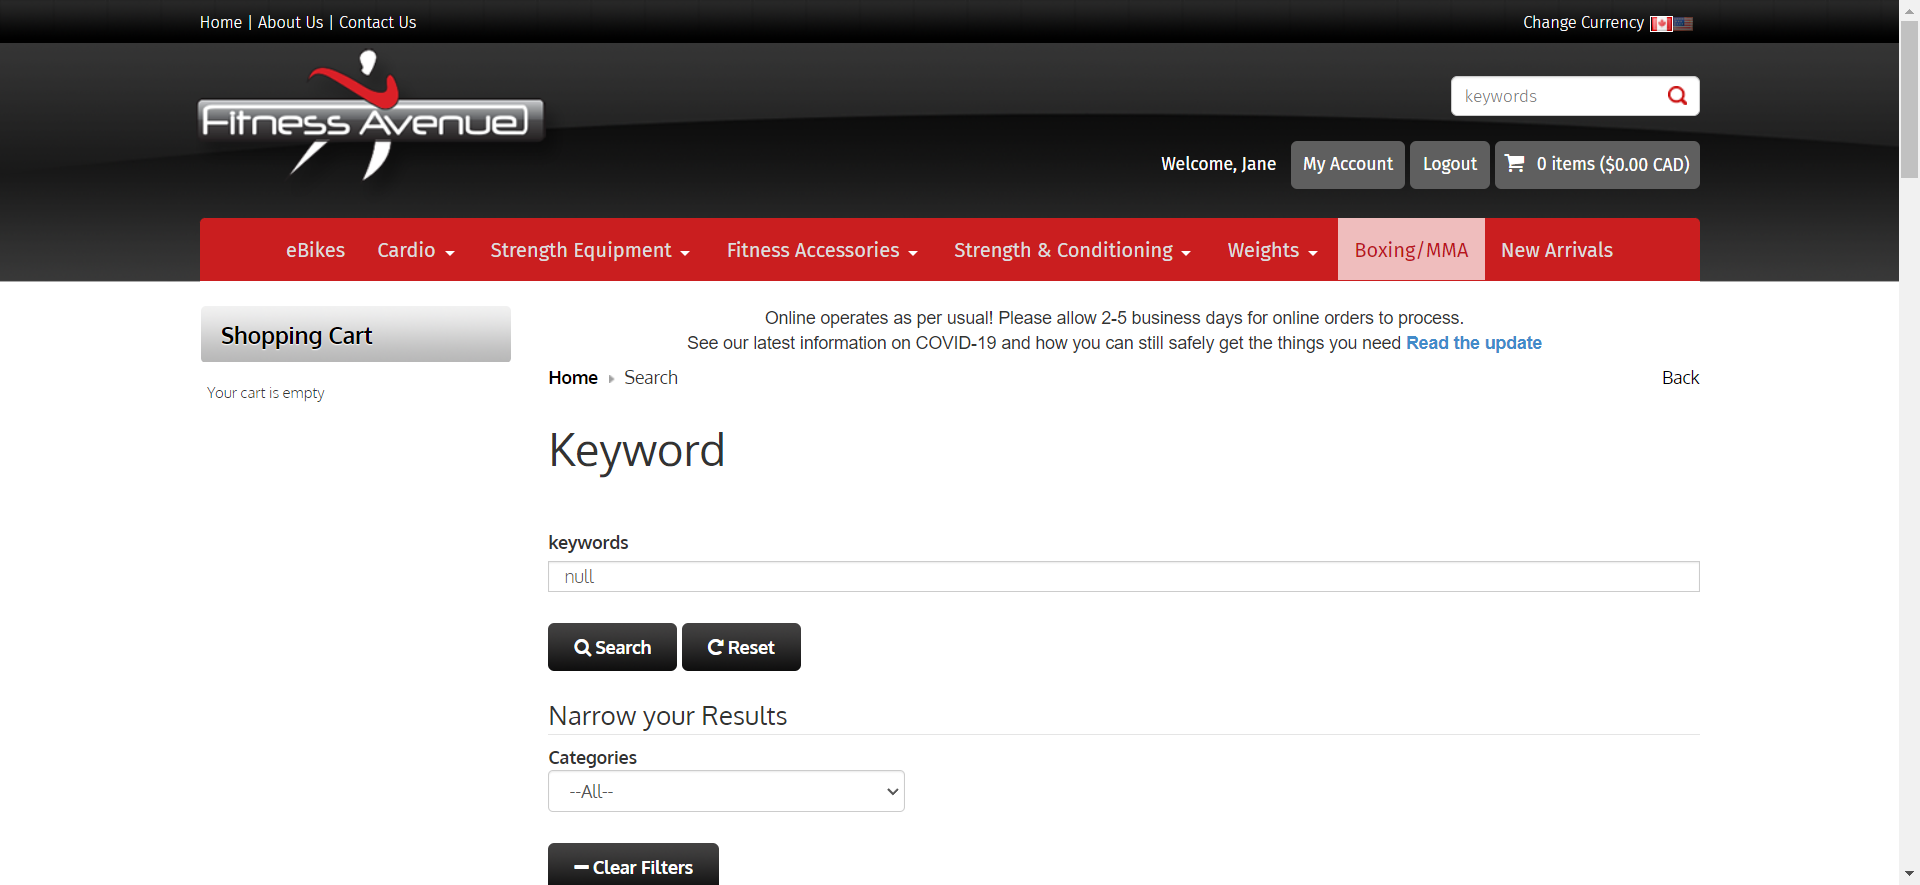 Home | About Us | Contact Us
Change Currency
Fitness Avenue
keywords
Welcome, Jane
My Account
Logout
0 items ($0.00 CAD)
eBikes
Cardio
Strength Equipment
Fitness Accessories
Strength & Conditioning
Weights
Boxing/MMA
New Arrivals
Shopping Cart
Your cart is empty
Online operates as per usual! Please allow 2-5 business days for online orders to process.
See our latest information on COVID-19 and how you can still safely get the things you need Read the update
Home
Search
Back
Keyword
keywords
null
Search
Reset
Narrow your Results
Categories
--All--
Clear Filters